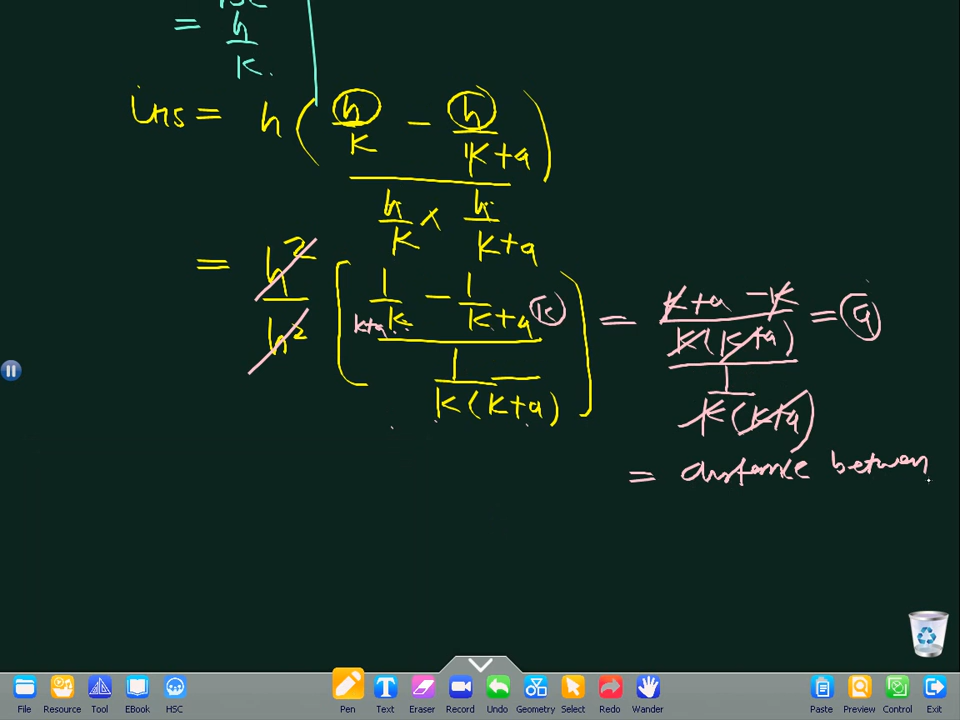 = h/k
ins = h (h/k − h/k+a)
h/k × h/k+a
= h²/h² [1/k − 1/k+a
k+a k
1/k(k+a)] = k+a −k/k(k+a) = a
1/k(k+a)
= distance between
File Resource Tool EBook HSC Pen Text Eraser Record Undo Geometry Select Redo Wander Paste Preview Control Exit